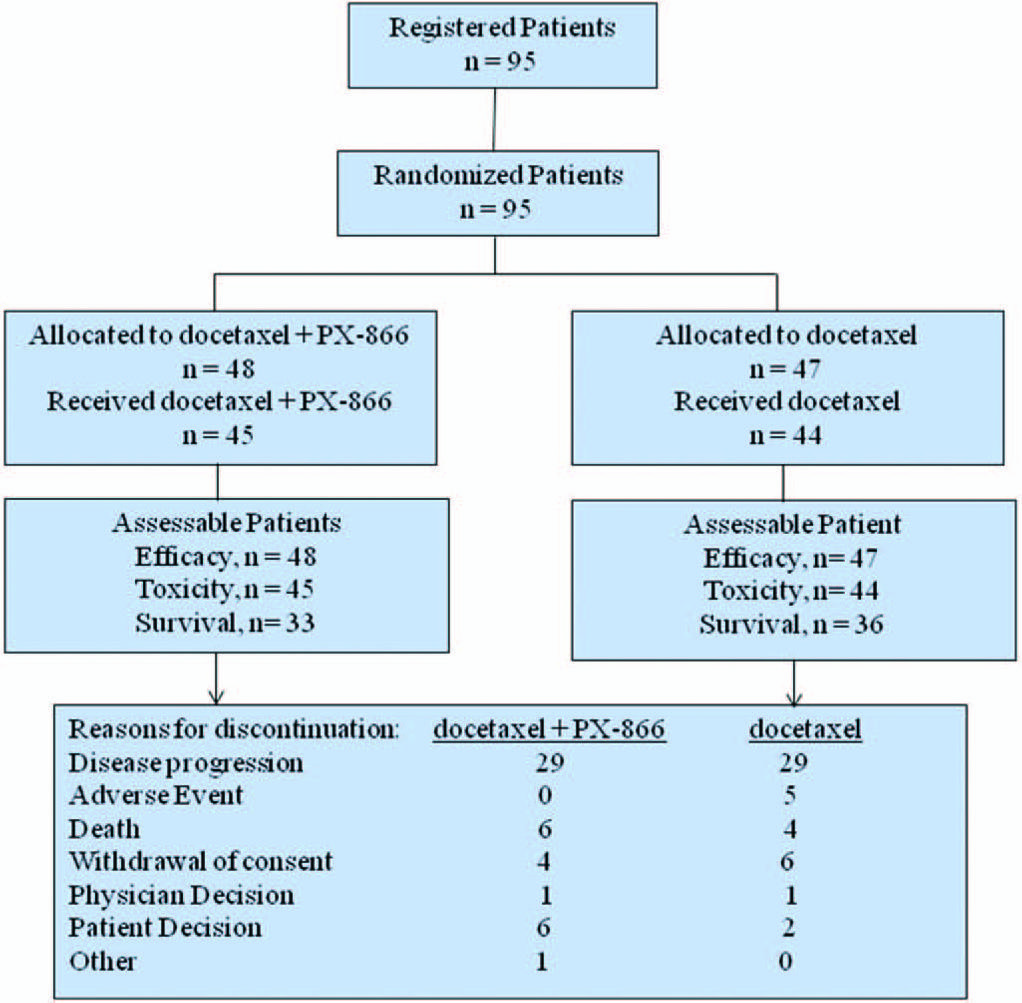 Registered Patients
n = 95
Randomized Patients
n = 95
Allocated to docetaxel + PX-866
n = 48
Received docetaxel + PX-866
n = 45
Allocated to docetaxel
n = 47
Received docetaxel
n = 44
Assessable Patients
Efficacy, n = 48
Toxicity, n = 45
Survival, n= 33
Assessable Patient
Efficacy, n= 47
Toxicity, n= 44
Survival, n = 36
Reasons for discontinuation: docetaxel + PX-866 docetaxel
Disease progression 29 29
Adverse Event 0 5
Death 6 4
Withdrawal of consent 4 6
Physician Decision 1 1
Patient Decision 6 2
Other 1 0